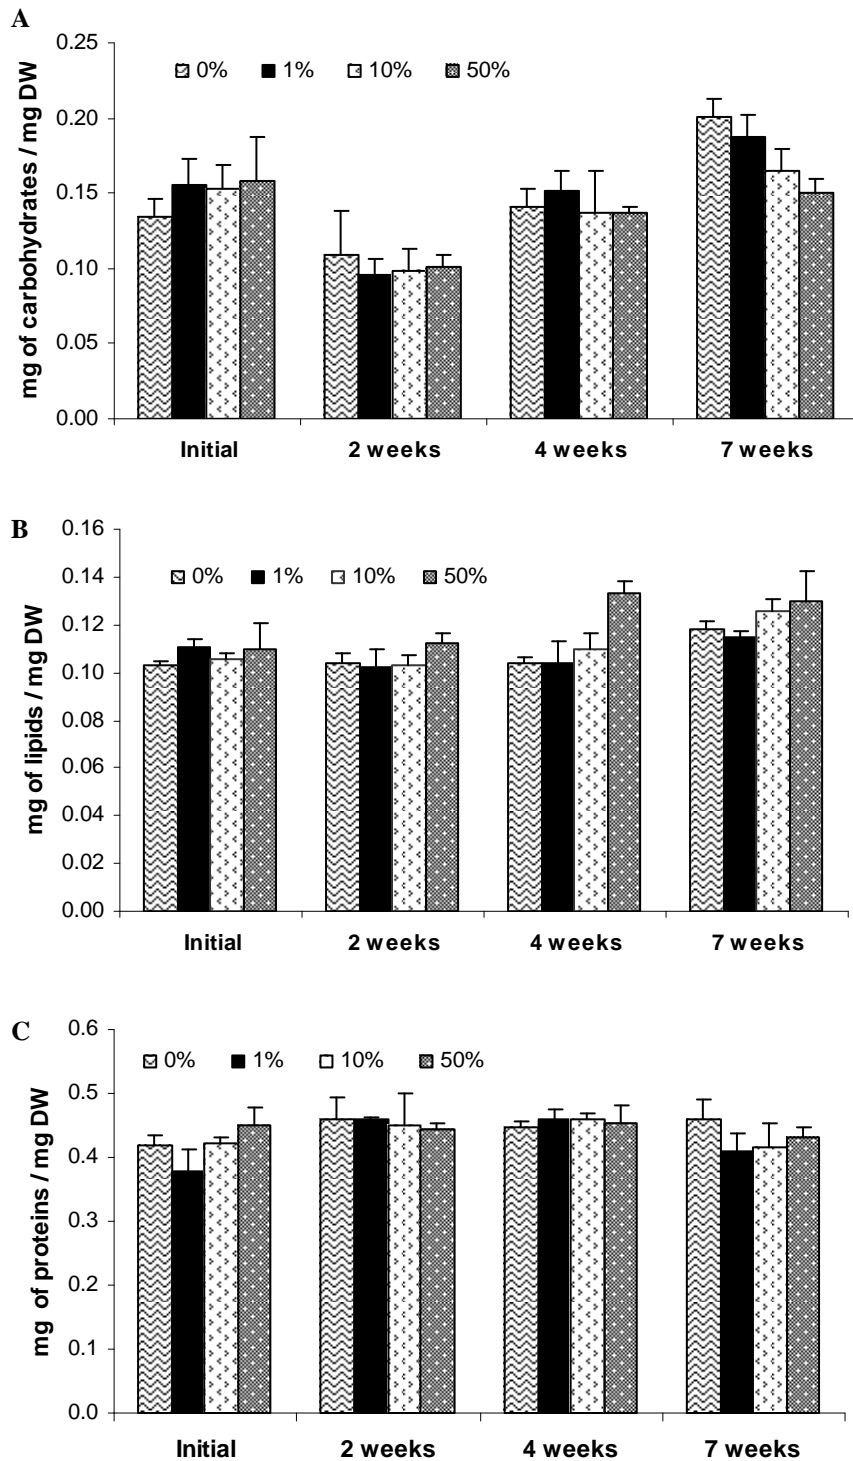 A
mg of carbohydrates / mg DW
0.25
0.20
0.15
0.10
0.05
0.00
0% 1% 10% 50%
Initial 2 weeks 4 weeks 7 weeks
B
mg of lipids / mg DW
0.16
0.14
0.12
0.10
0.08
0.06
0.04
0.02
0.00
0% 1% 10% 50%
Initial 2 weeks 4 weeks 7 weeks
C
mg of proteins / mg DW
0.6
0.5
0.4
0.3
0.2
0.1
0.0
0% 1% 10% 50%
Initial 2 weeks 4 weeks 7 weeks